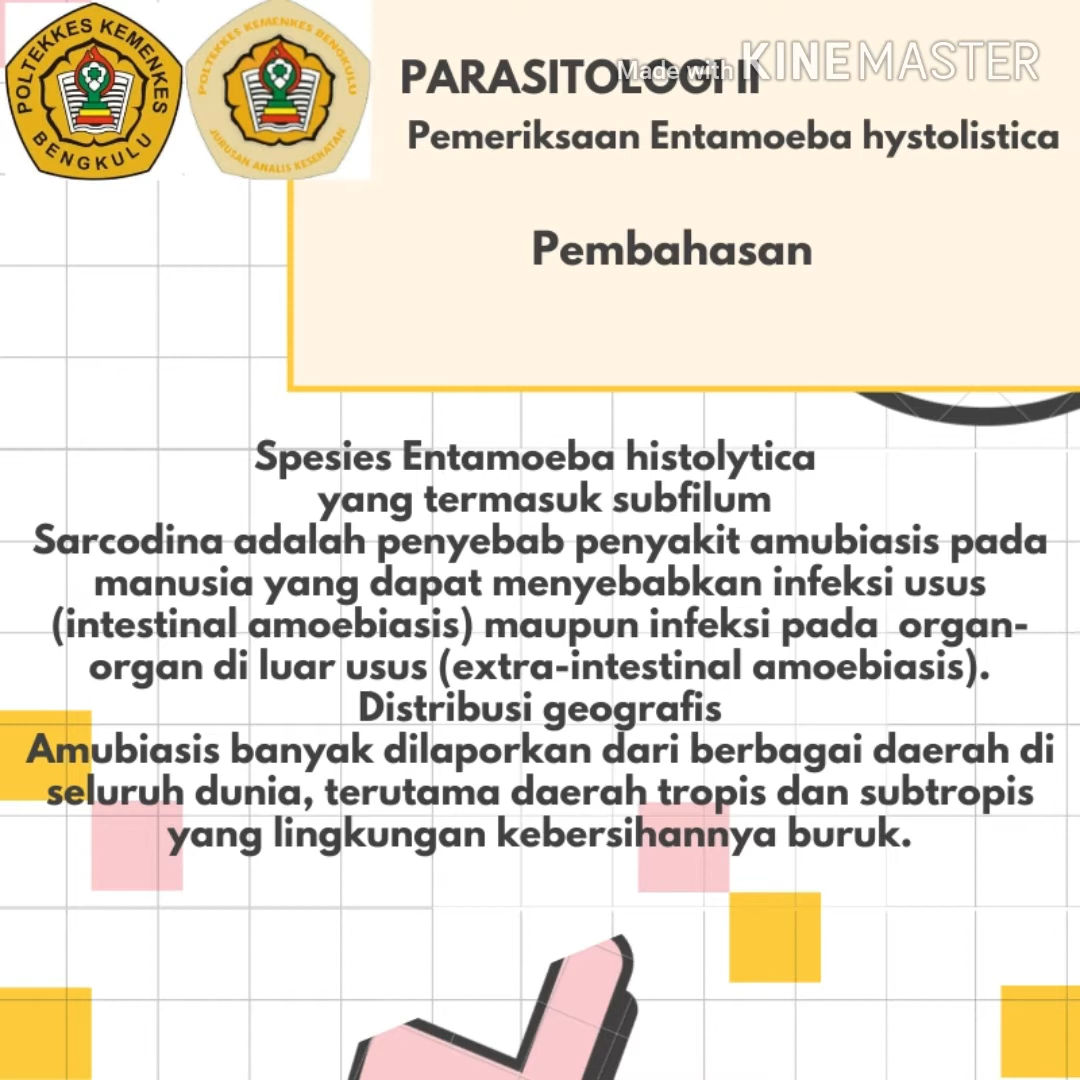 POLTEKKES KEMENKES
BENGKULU
POLTEKKES KEMENKES BENGKULU
JURUSAN ANALIS KESEHATAN
PARASITOLOGI II
Made with KINEMASTER
Pemeriksaan Entamoeba hystolistica
Pembahasan
Spesies Entamoeba histolytica
yang termasuk subfilum
Sarcodina adalah penyebab penyakit amubiasis pada
manusia yang dapat menyebabkan infeksi usus
(intestinal amoebiasis) maupun infeksi pada organ-
organ di luar usus (extra-intestinal amoebiasis).
Distribusi geografis
Amubiasis banyak dilaporkan dari berbagai daerah di
seluruh dunia, terutama daerah tropis dan subtropis
yang lingkungan kebersihannya buruk.